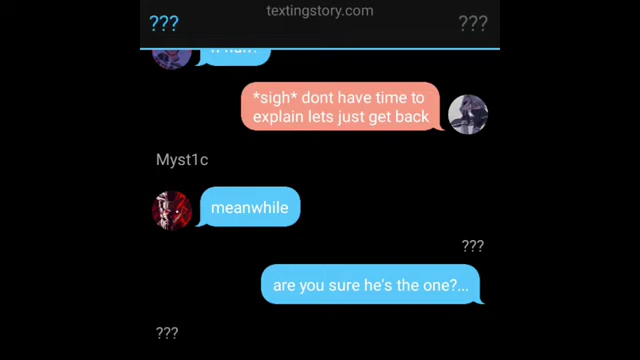 textingstory.com
??? ???
*sigh* dont have time to
explain lets just get back
Myst1c
meanwhile
???
are you sure he's the one?...
???